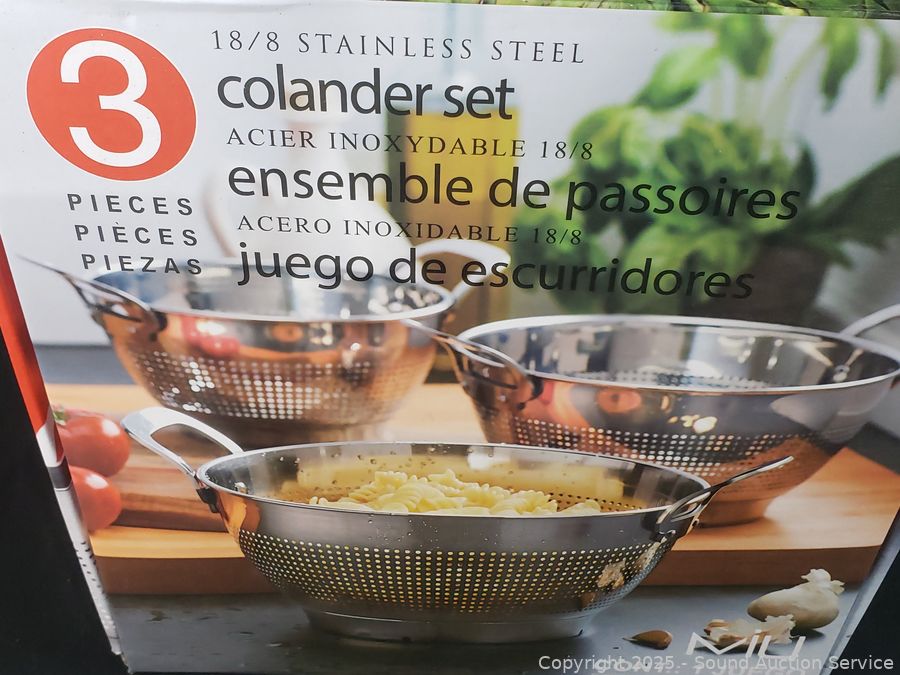 3
PIECES
PIÈCES
PIEZAS
18/8 STAINLESS STEEL
colander set
ACIER INOXYDABLE 18/8
ensemble de passoires
ACERO INOXIDABLE 18/8
juego de escurridores
MIU
Copyright 2025 - Sound Auction Service